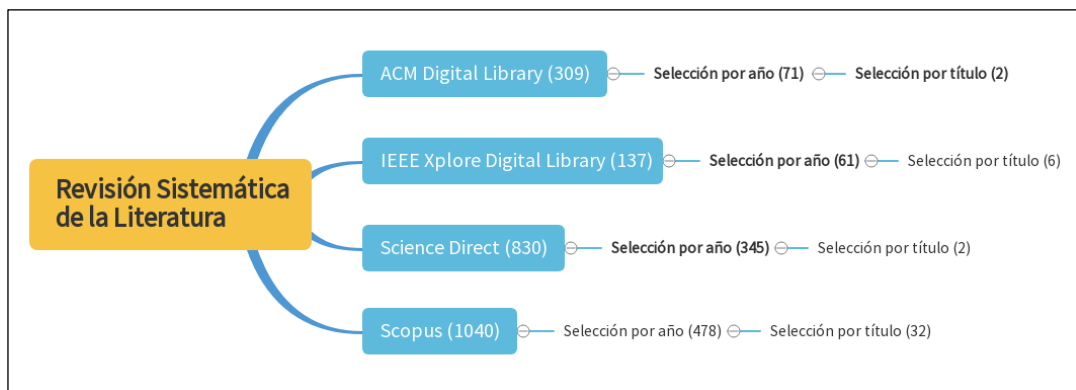 Revisión Sistemática
de la Literatura
ACM Digital Library (309)
Selección por año (71)
Selección por título (2)
IEEE Xplore Digital Library (137)
Selección por año (61)
Selección por título (6)
Science Direct (830)
Selección por año (345)
Selección por título (2)
Scopus (1040)
Selección por año (478)
Selección por título (32)